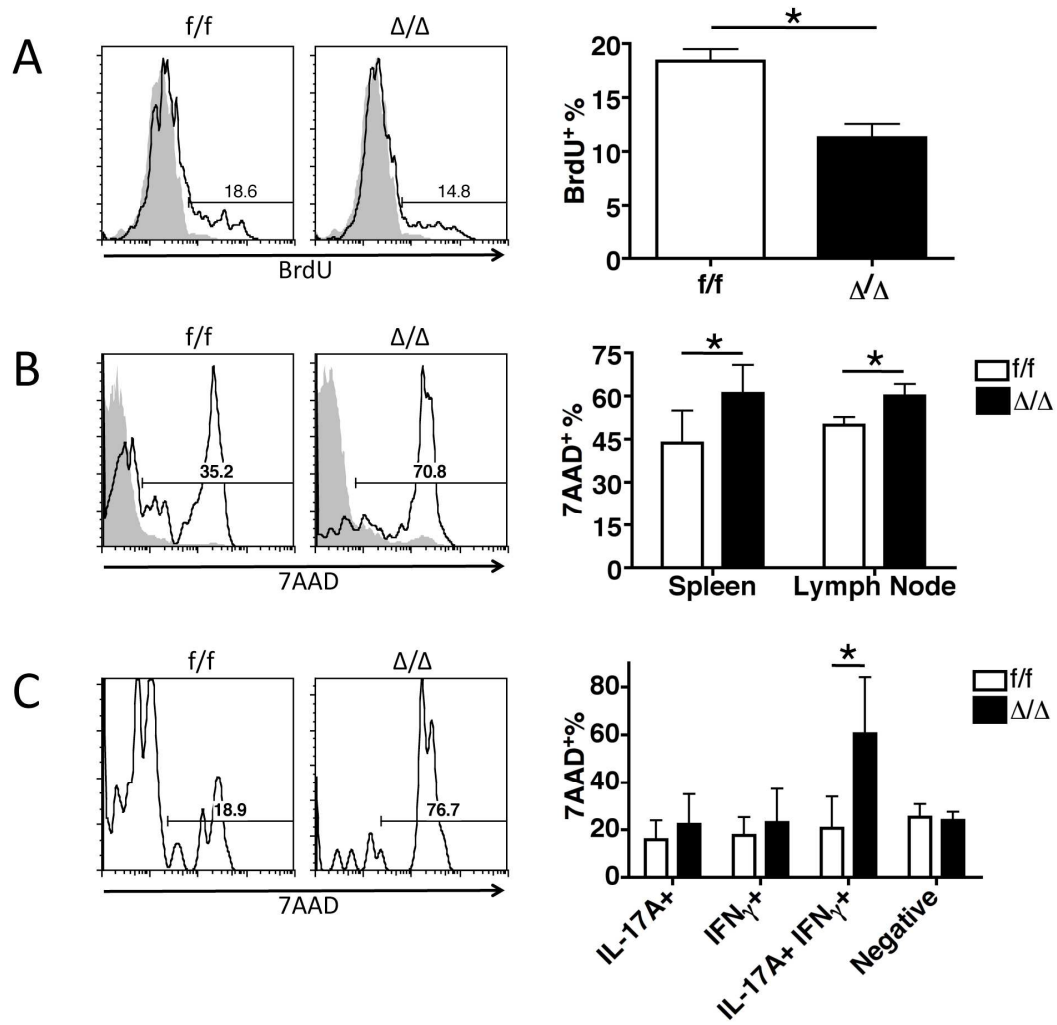 A
f/f
Δ/Δ
18.6
14.8
BrdU
*
BrdU⁺ %
20
15
10
5
0
f/f
Δ/Δ
B
f/f
Δ/Δ
35.2
70.8
7AAD
*
*
7AAD⁺ %
75
60
45
30
15
0
Spleen
Lymph Node
f/f
Δ/Δ
C
f/f
Δ/Δ
18.9
76.7
7AAD
*
7AAD⁺%
80
60
40
20
0
IL-17A+
IFNγ+
IL-17A+ IFNγ+
Negative
f/f
Δ/Δ